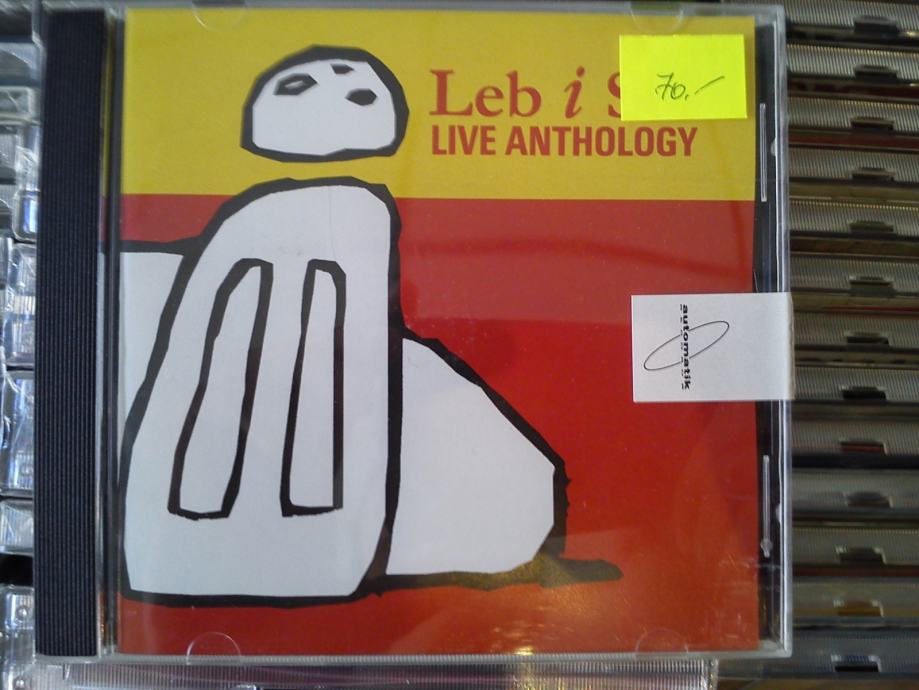 Leb i S
LIVE ANTHOLOGY
70.-
automatik